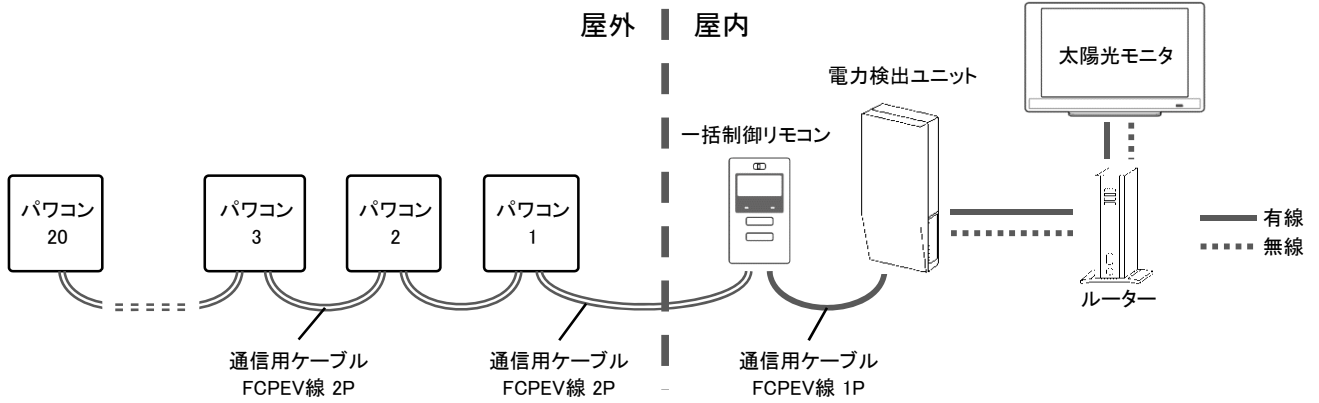 屋外
屋内
太陽光モニタ
電力検出ユニット
一括制御リモコン
パワコン
20
パワコン
3
パワコン
2
パワコン
1
有線
無線
ルーター
通信用ケーブル
FCPEV線 2P
通信用ケーブル
FCPEV線 2P
通信用ケーブル
FCPEV線 1P